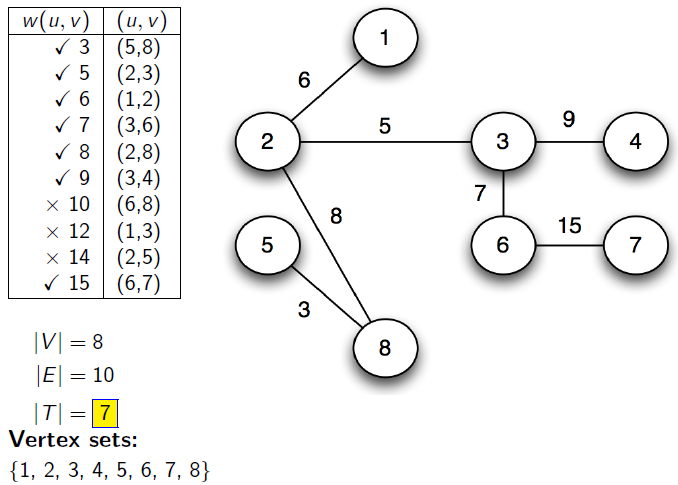 w(u, v) (u, v)
✓ 3 (5,8)
✓ 5 (2,3)
✓ 6 (1,2)
✓ 7 (3,6)
✓ 8 (2,8)
✓ 9 (3,4)
× 10 (6,8)
× 12 (1,3)
× 14 (2,5)
✓ 15 (6,7)
|V| = 8
|E| = 10
|T| = 7
Vertex sets:
{1, 2, 3, 4, 5, 6, 7, 8}
1
6
2
5
3
9
4
7
8
5
6
15
7
3
8